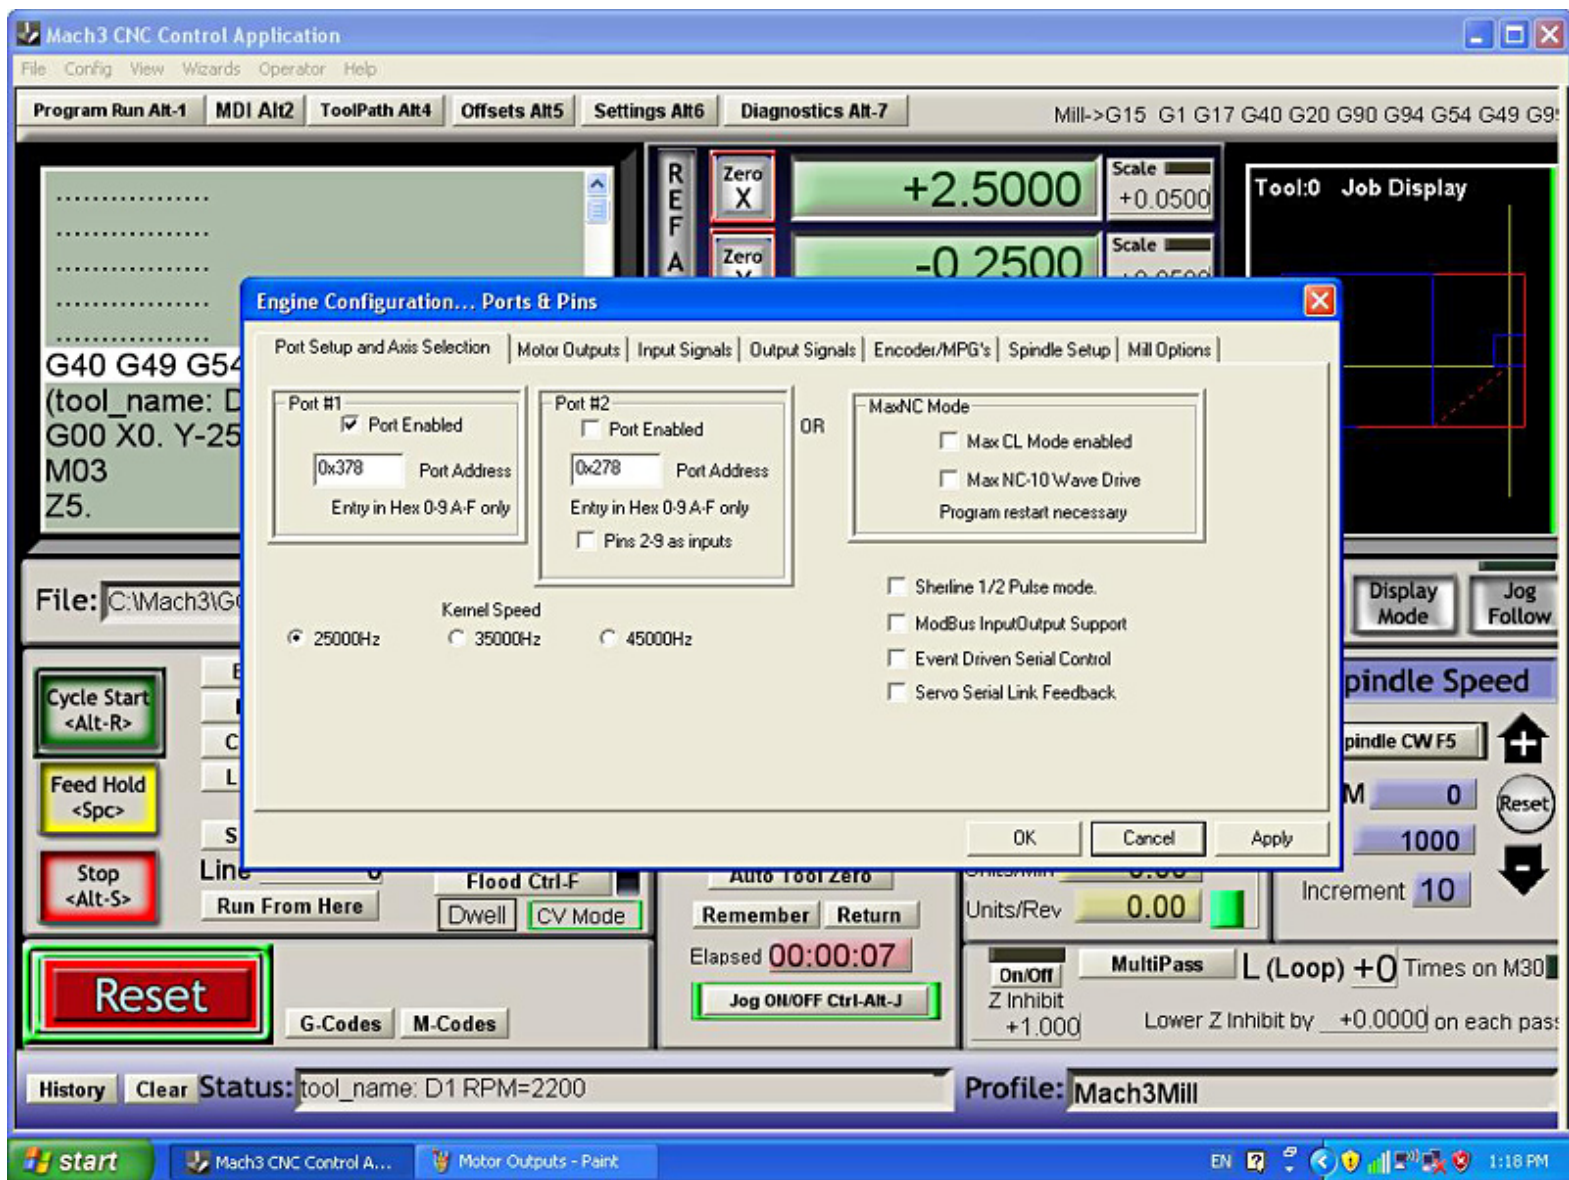 Mach3 CNC Control Application
File Config View Wizards Operator Help
Program Run Alt-1 MDI Alt2 ToolPath Alt4 Offsets Alt5 Settings Alt6 Diagnostics Alt-7 Mill->G15 G1 G17 G40 G20 G90 G94 G54 G49 G9
R
E
F
A
Zero
X
+2.5000
Scale
+0.0500
Tool:0 Job Display
Zero
-0.2500
Scale
G40 G49 G54
(tool_name: D
G00 X0. Y-25
M03
Z5.
Engine Configuration... Ports & Pins
Port Setup and Axis Selection Motor Outputs Input Signals Output Signals Encoder/MPG's Spindle Setup Mill Options
Port #1
Port Enabled
0x378 Port Address
Entry in Hex 0-9 A-F only
Port #2
Port Enabled
0x278 Port Address
Entry in Hex 0-9 A-F only
Pins 2-9 as inputs
OR
MaxNC Mode
Max CL Mode enabled
Max NC-10 Wave Drive
Program restart necessary
Kernel Speed
25000Hz 35000Hz 45000Hz
Sherline 1/2 Pulse mode.
ModBus InputOutput Support
Event Driven Serial Control
Servo Serial Link Feedback
OK Cancel Apply
File: C:\Mach3\G
Display
Mode
Jog
Follow
Cycle Start
<Alt-R>
Feed Hold
<Spc>
Stop
<Alt-S>
E
C
L
S
Line
Run From Here
Flood Ctrl-F
Dwell CV Mode
Auto Tool Zero
Remember Return
Elapsed 00:00:07
Jog ON/OFF Ctrl-Alt-J
Units/Min 0.00
Units/Rev 0.00
pindle Speed
pindle CW F5
+
M 0
Reset
1000
-
Increment 10
Reset
G-Codes M-Codes
On/Off
Z Inhibit
+1.000
MultiPass L (Loop) +0 Times on M30
Lower Z Inhibit by +0.0000 on each pas
History Clear Status: tool_name: D1 RPM=2200
Profile: Mach3Mill
start Mach3 CNC Control A... Motor Outputs - Paint EN 1:18 PM